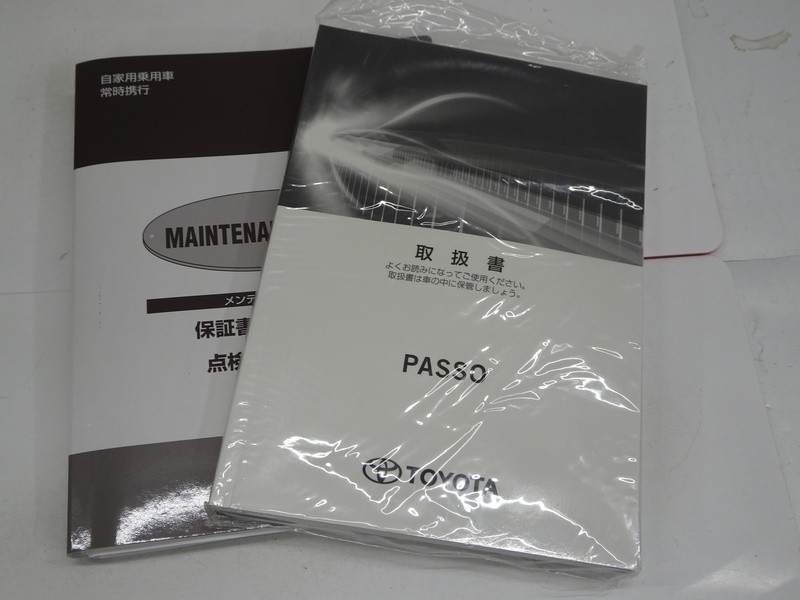 自家用乗用車
常時携行
MAINTENA
メンテ
保証書
点検
取扱書
よくお読みになってご使用ください。
取扱書は車の中に保管しましょう。
PASSO
TOYOTA